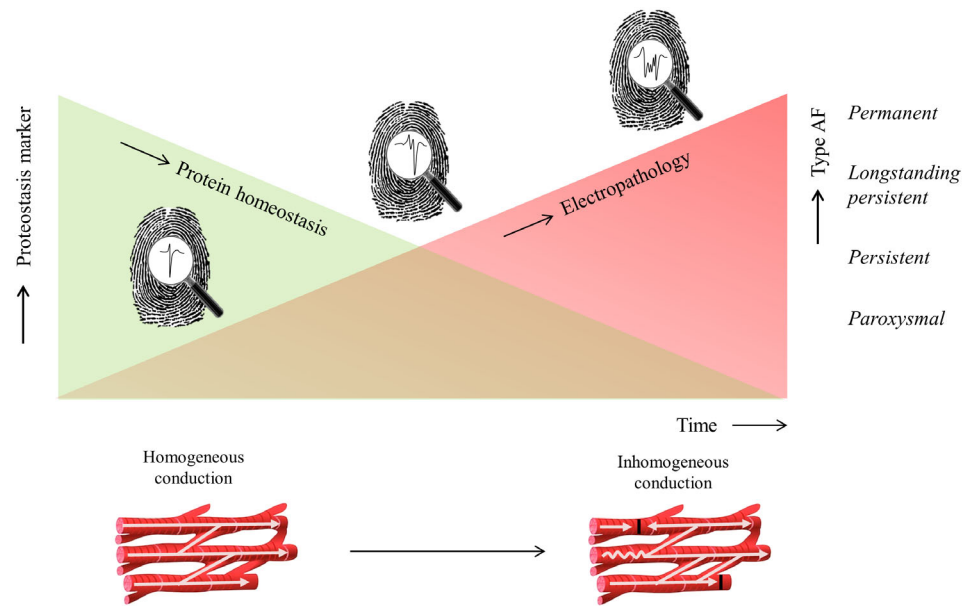 Proteostasis marker
Protein homeostasis
Electropathology
Type AF
Permanent
Longstanding
persistent
Persistent
Paroxysmal
Time
Homogeneous
conduction
Inhomogeneous
conduction